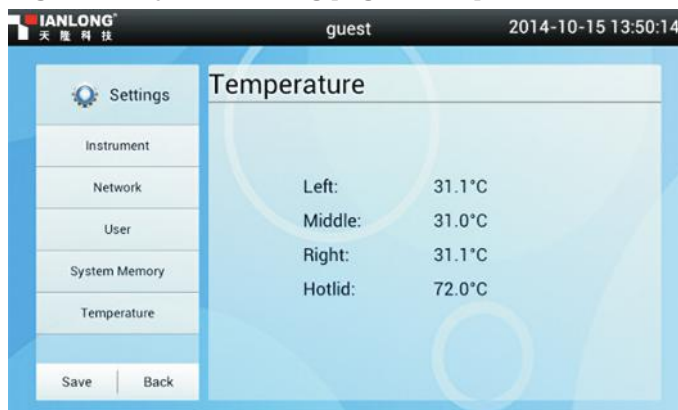 TIANLONG
天隆科技
guest
2014-10-15 13:50:14
Settings
Instrument
Network
User
System Memory
Temperature
Save
Back
Temperature
Left: 31.1°C
Middle: 31.0°C
Right: 31.1°C
Hotlid: 72.0°C